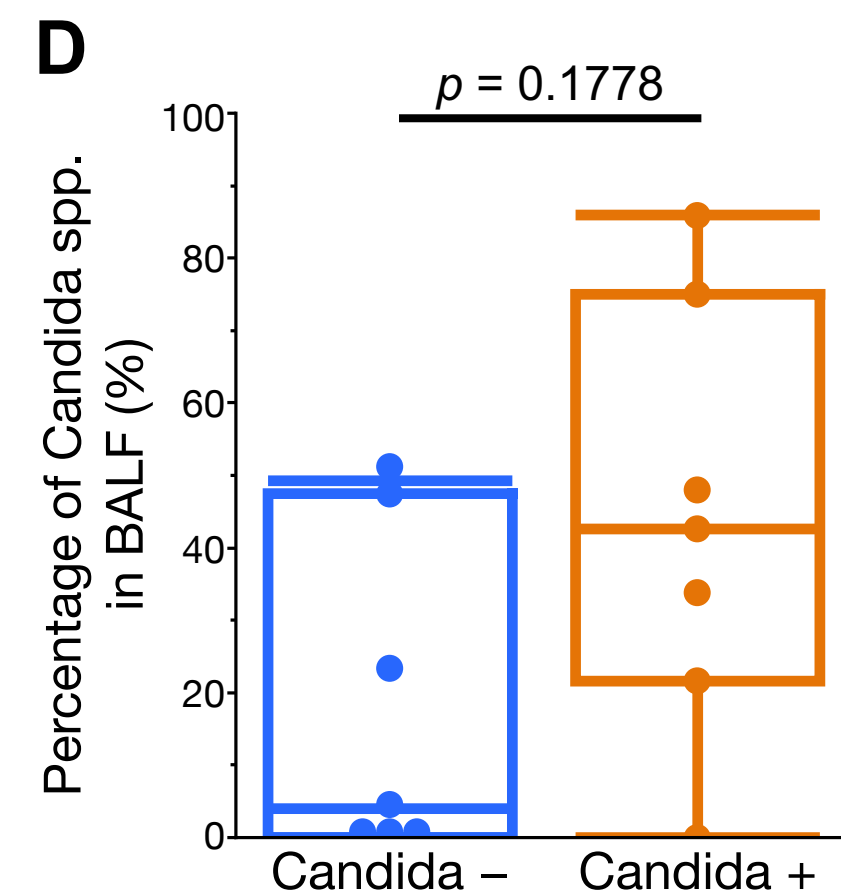 D
p = 0.1778
Percentage of Candida spp.
in BALF (%)
100
80
60
40
20
0
Candida –
Candida +